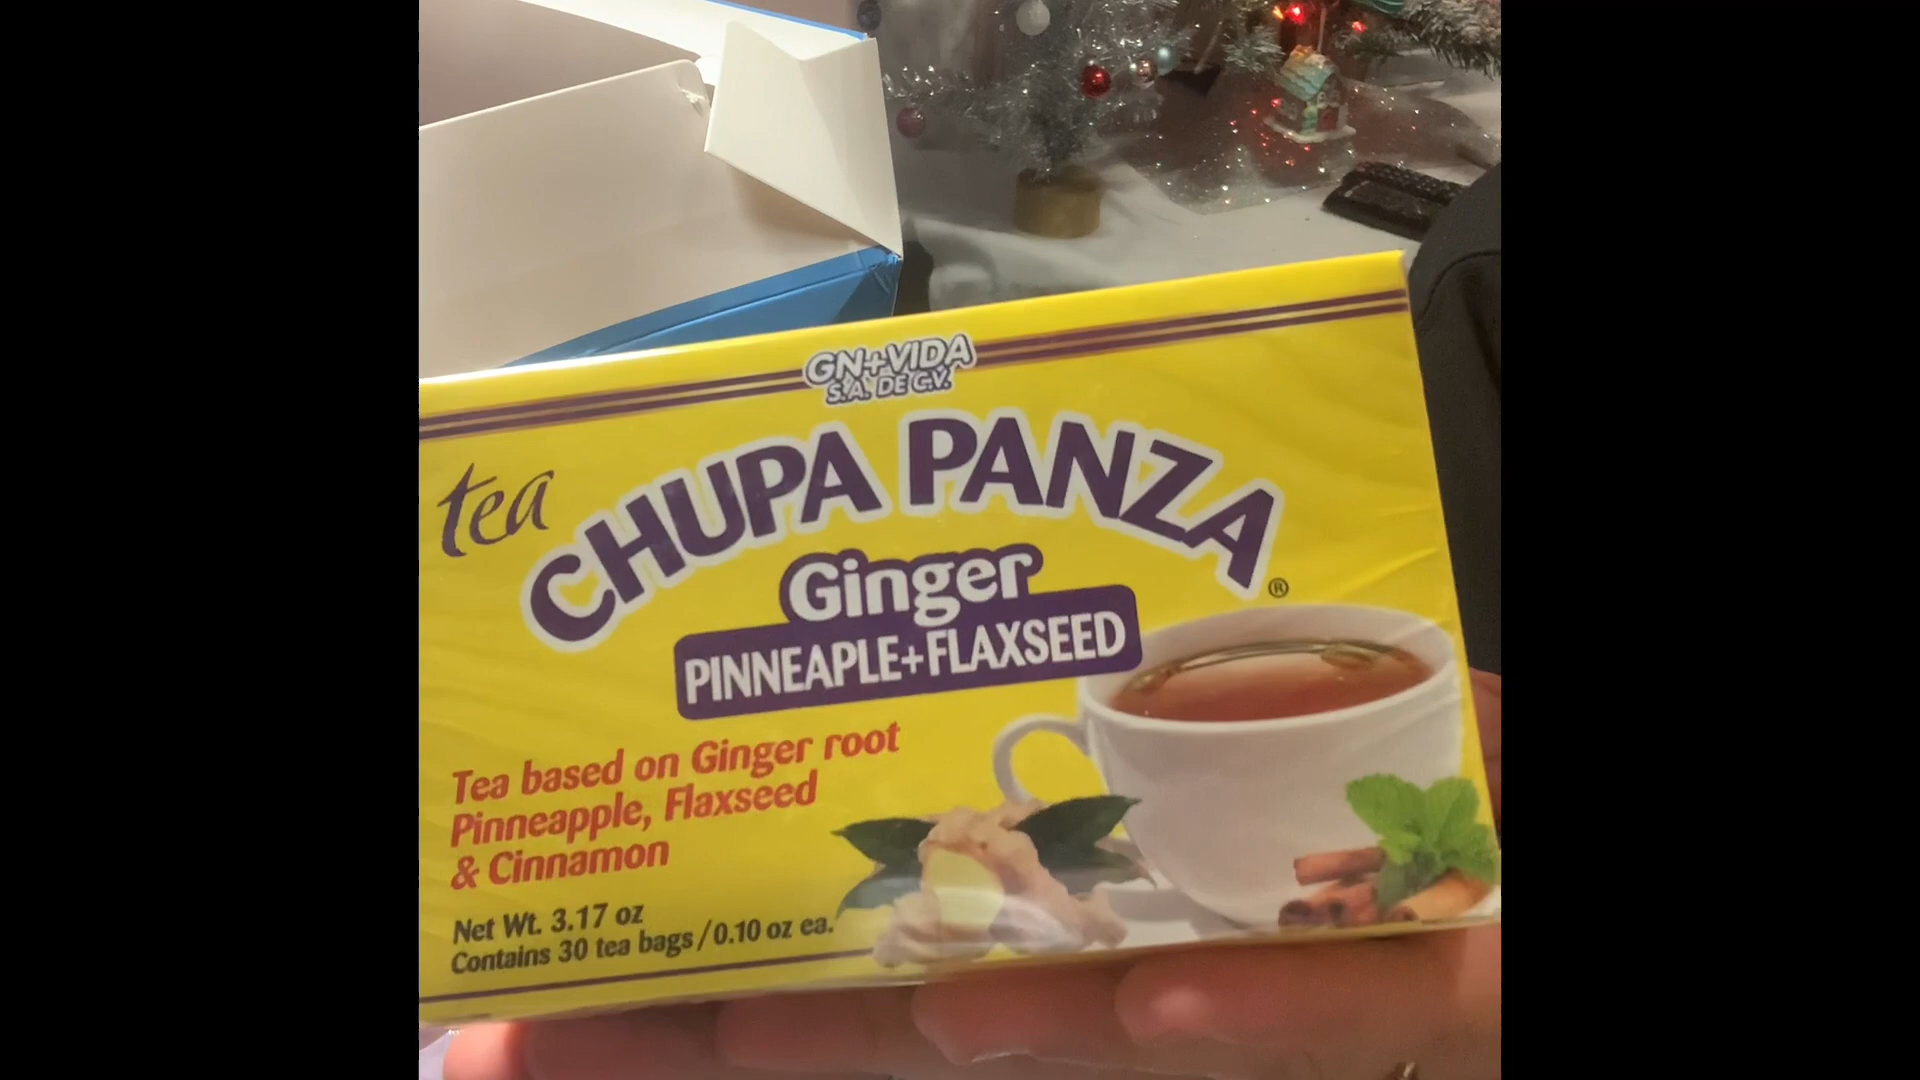 GN+VIDA
S.A. DE C.V.
tea
CHUPA PANZA®
Ginger
PINNEAPLE+FLAXSEED
Tea based on Ginger root
Pinneapple, Flaxseed
& Cinnamon
Net Wt. 3.17 oz
Contains 30 tea bags/0.10 oz ea.